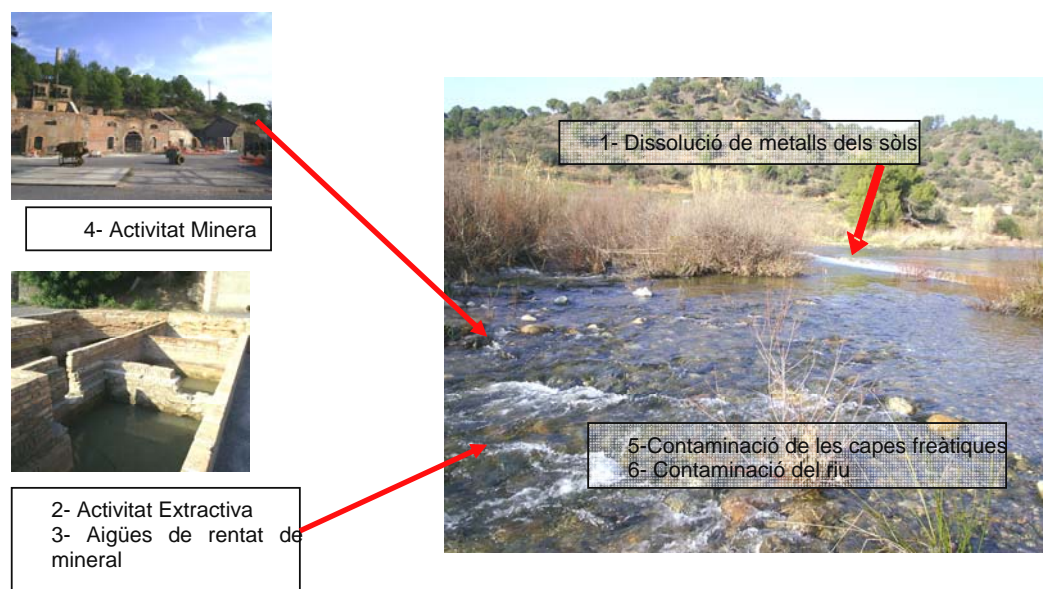 1- Dissolució de metalls dels sòls
4- Activitat Minera
5-Contaminació de les capes freàtiques
6- Contaminació del riu
2- Activitat Extractiva
3- Aigües de rentat de
mineral